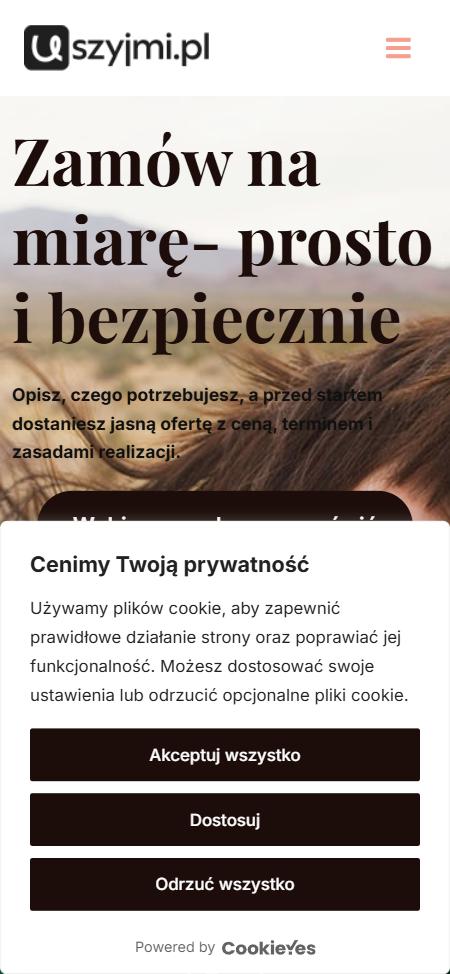 uszyjmi.pl
Zamów na
miarę- prosto
i bezpiecznie
Opisz, czego potrzebujesz, a przed startem
dostaniesz jasną ofertę z ceną, terminem i
zasadami realizacji.
Cenimy Twoją prywatność
Używamy plików cookie, aby zapewnić
prawidłowe działanie strony oraz poprawiać jej
funkcjonalność. Możesz dostosować swoje
ustawienia lub odrzucić opcjonalne pliki cookie.
Akceptuj wszystko
Dostosuj
Odrzuć wszystko
Powered by CookieYes